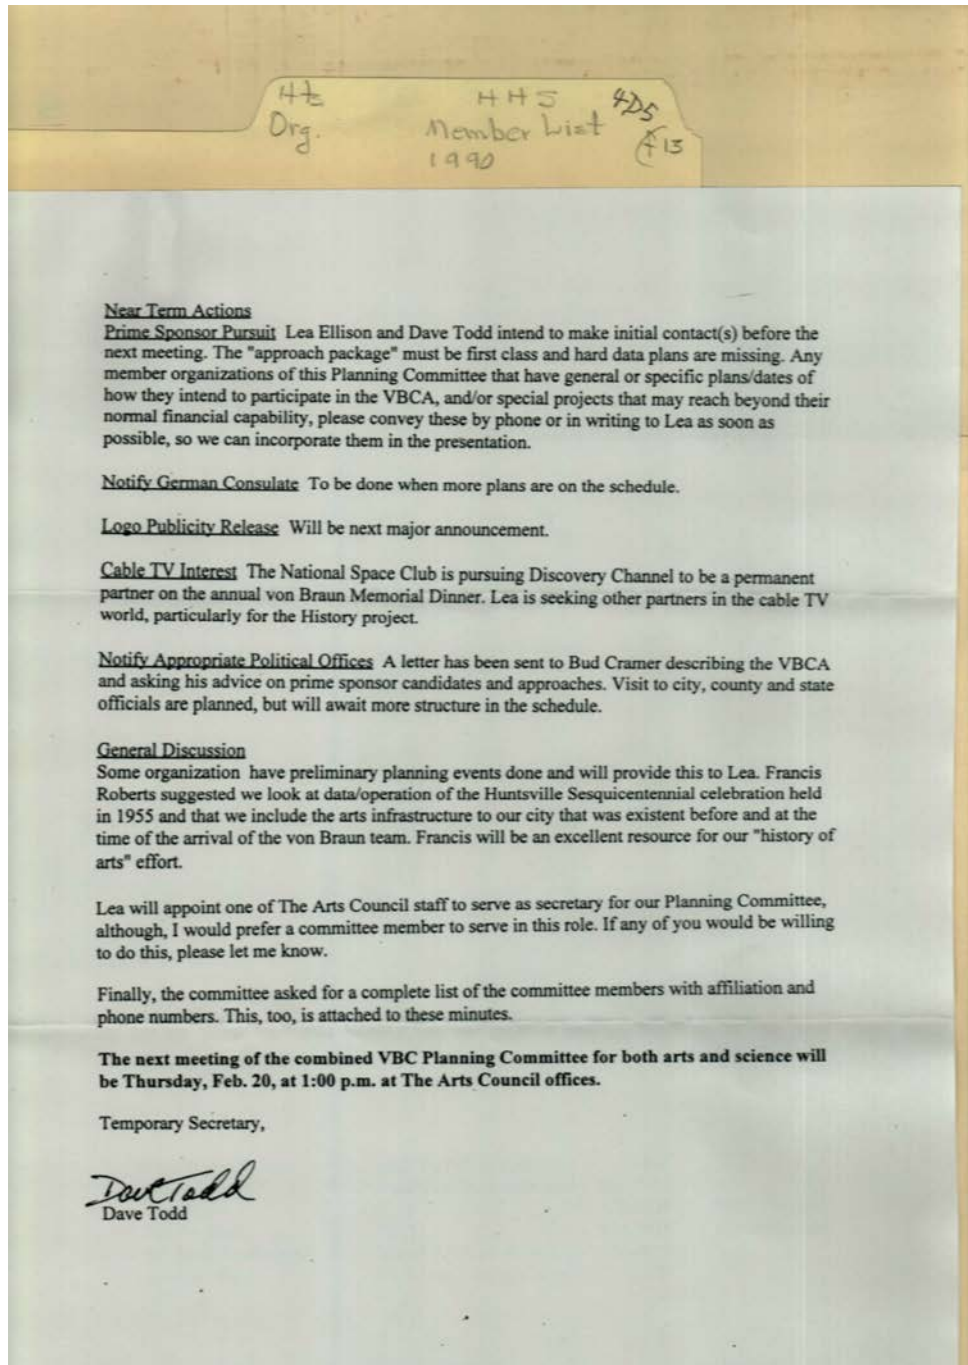 Hts
Org.
HHS
Member List
1990
4D5
f13
Near Term Actions
Prime Sponsor Pursuit Lea Ellison and Dave Todd intend to make initial contact(s) before the
next meeting. The "approach package" must be first class and hard data plans are missing. Any
member organizations of this Planning Committee that have general or specific plans/dates of
how they intend to participate in the VBCA, and/or special projects that may reach beyond their
normal financial capability, please convey these by phone or in writing to Lea as soon as
possible, so we can incorporate them in the presentation.
Notify German Consulate To be done when more plans are on the schedule.
Logo Publicity Release Will be next major announcement.
Cable TV Interest The National Space Club is pursuing Discovery Channel to be a permanent
partner on the annual von Braun Memorial Dinner. Lea is seeking other partners in the cable TV
world, particularly for the History project.
Notify Appropriate Political Offices A letter has been sent to Bud Cramer describing the VBCA
and asking his advice on prime sponsor candidates and approaches. Visit to city, county and state
officials are planned, but will await more structure in the schedule.
General Discussion
Some organization have preliminary planning events done and will provide this to Lea. Francis
Roberts suggested we look at data/operation of the Huntsville Sesquicentennial celebration held
in 1955 and that we include the arts infrastructure to our city that was existent before and at the
time of the arrival of the von Braun team. Francis will be an excellent resource for our "history of
arts" effort.
Lea will appoint one of The Arts Council staff to serve as secretary for our Planning Committee,
although, I would prefer a committee member to serve in this role. If any of you would be willing
to do this, please let me know.
Finally, the committee asked for a complete list of the committee members with affiliation and
phone numbers. This, too, is attached to these minutes.
The next meeting of the combined VBC Planning Committee for both arts and science will
be Thursday, Feb. 20, at 1:00 p.m. at The Arts Council offices.
Temporary Secretary,
Dave Todd
Dave Todd